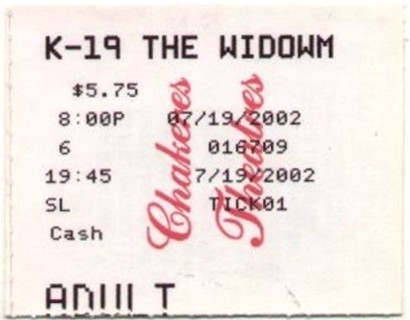 K-19 THE WIDOWM
$5.75
8:00P 07/19/2002
6 016709
19:45 7/19/2002
SL TICK01
Cash
ADULT
Chakeres
Theatres